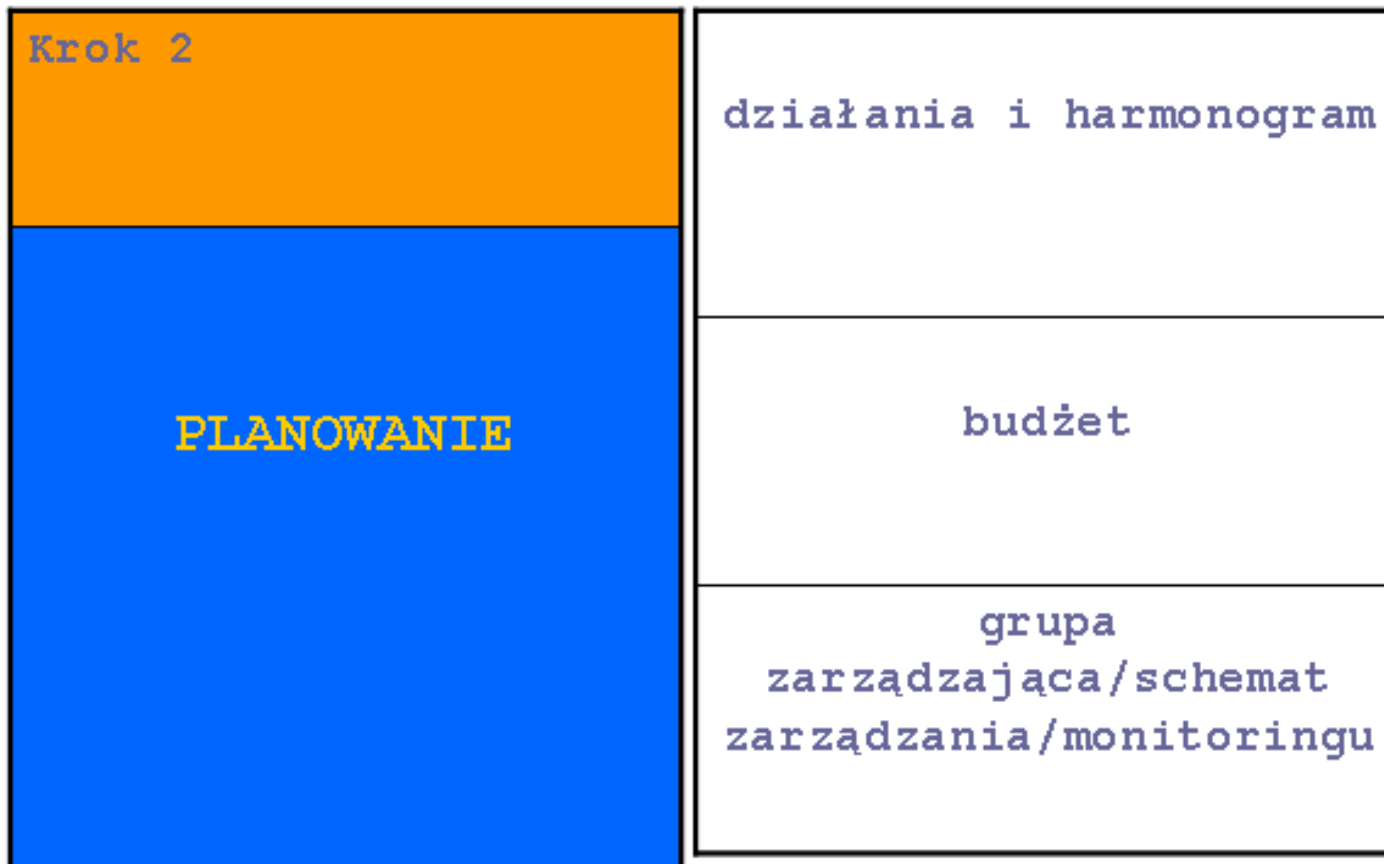 Krok 2
PLANOWANIE
działania i harmonogram
budżet
grupa
zarządzająca/schemat
zarządzania/monitoringu